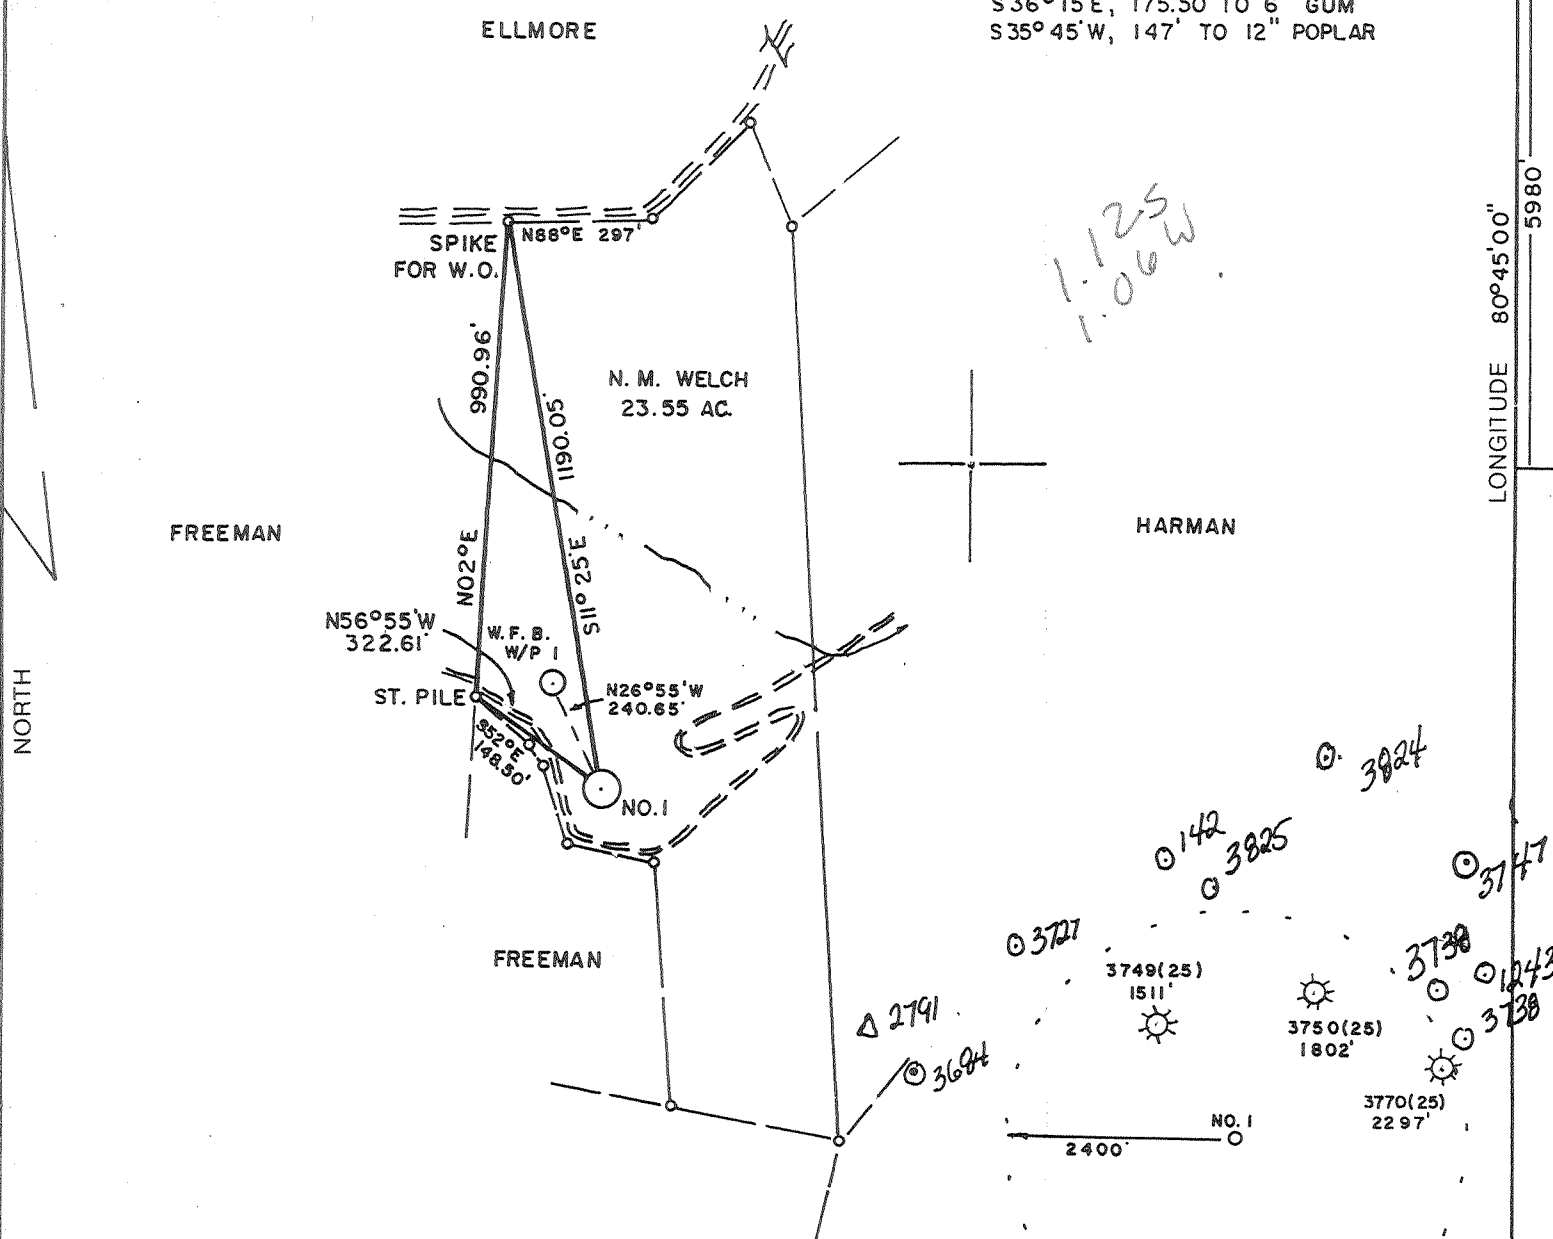 S36°15'E, 175.50' TO 6" GUM
S35°45'W, 147' TO 12" POPLAR
ELLMORE
5980'
LONGITUDE 80°45'00"
1.125
1.06W
N88°E 297'
SPIKE
FOR W.O.
990.96'
N02°E
1190.05'
S11°25'E
N. M. WELCH
23.55 AC.
FREEMAN
HARMAN
N56°55'W
322.61'
W. F. B.
W/P 1
N26°55'W
240.65'
ST. PILE
S52°E
148.50'
NO. 1
NORTH
3824
142
3825
3747
3727
3738
1243
3738
3749(25)
1511'
3750(25)
1802'
3770(25)
2297'
FREEMAN
2791
3684
NO. 1
2400'